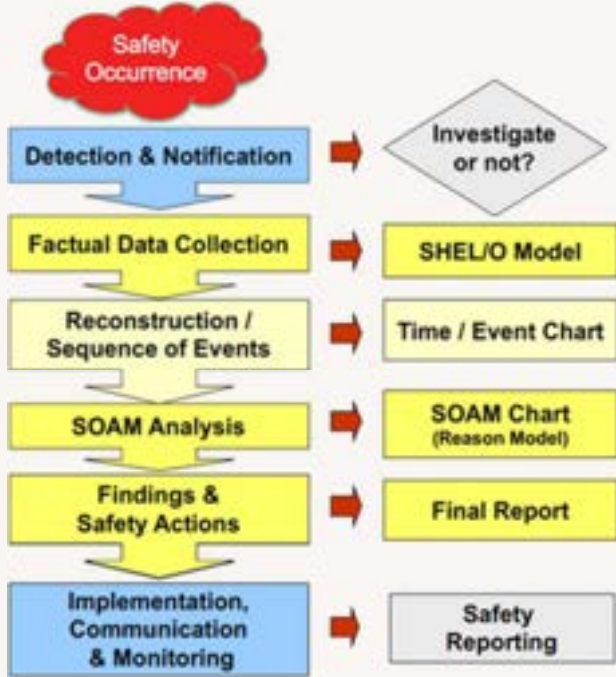 Safety
Occurrence
Detection & Notification
Investigate
or not?
Factual Data Collection
SHEL/O Model
Reconstruction /
Sequence of Events
Time / Event Chart
SOAM Analysis
SOAM Chart
(Reason Model)
Findings &
Safety Actions
Final Report
Implementation,
Communication
& Monitoring
Safety
Reporting